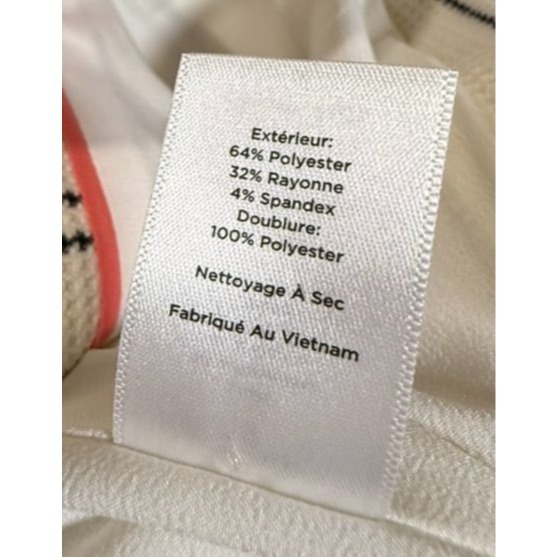 Extérieur:
64% Polyester
32% Rayonne
4% Spandex
Doublure:
100% Polyester
Nettoyage À Sec
Fabriqué Au Vietnam